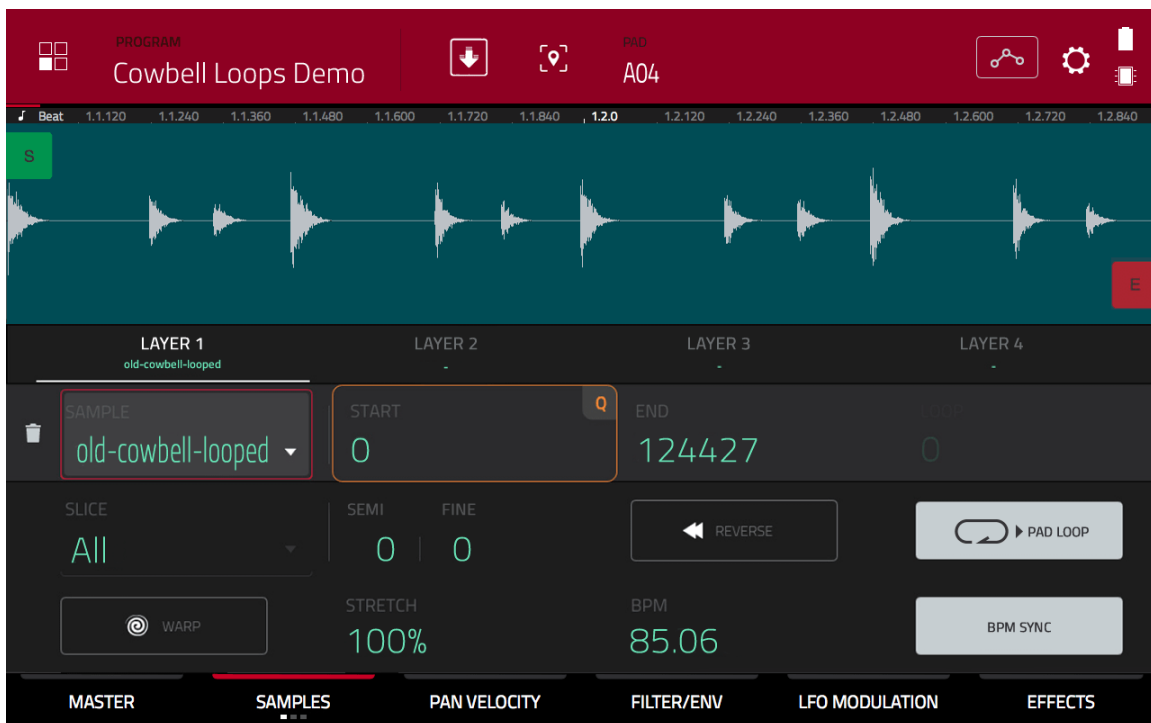 PROGRAM
Cowbell Loops Demo
PAD
A04
Beat 1.1.120 1.1.240 1.1.360 1.1.480 1.1.600 1.1.720 1.1.840 1.2.0 1.2.120 1.2.240 1.2.360 1.2.480 1.2.600 1.2.720 1.2.840
S
E
LAYER 1 LAYER 2 LAYER 3 LAYER 4
old-cowbell-looped - - -
SAMPLE START Q END LOOP
old-cowbell-looped 0 124427 0
SLICE SEMI FINE
All 0 0 REVERSE PAD LOOP
STRETCH BPM
WARP 100% 85.06 BPM SYNC
MASTER SAMPLES PAN VELOCITY FILTER/ENV LFO MODULATION EFFECTS